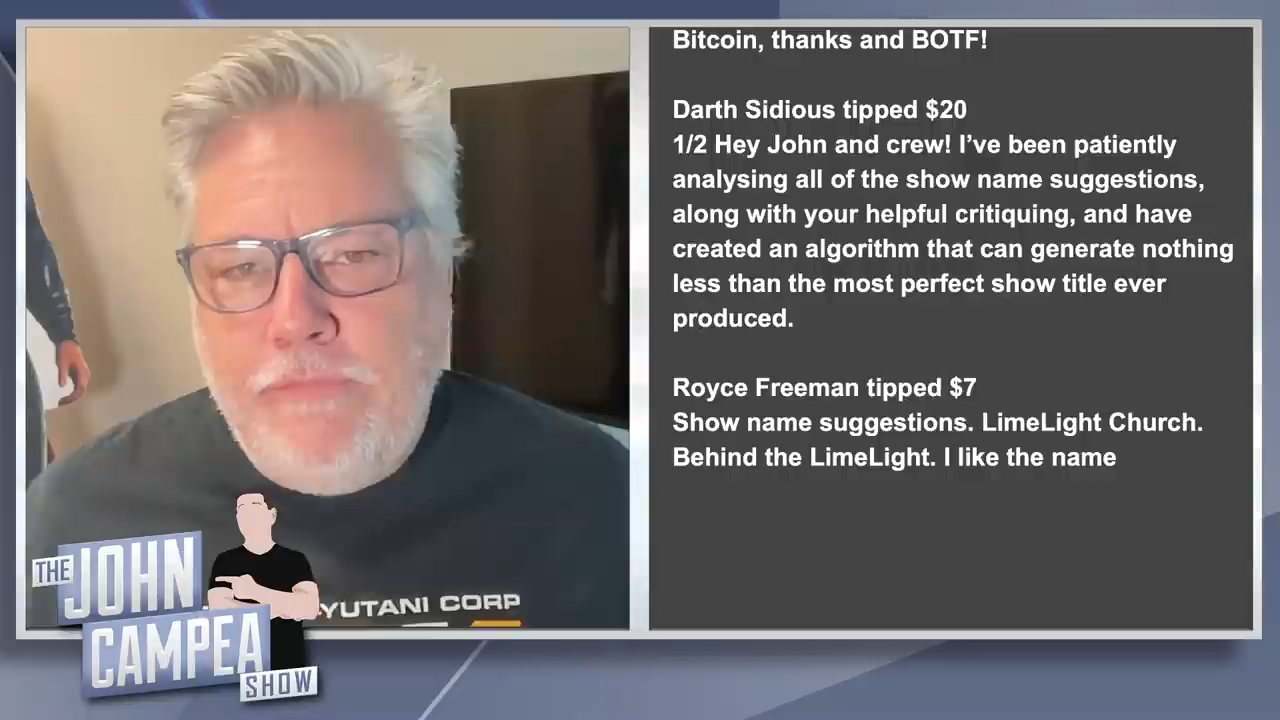 Bitcoin, thanks and BOTF!
Darth Sidious tipped $20
1/2 Hey John and crew! I’ve been patiently
analysing all of the show name suggestions,
along with your helpful critiquing, and have
created an algorithm that can generate nothing
less than the most perfect show title ever
produced.
Royce Freeman tipped $7
Show name suggestions. LimeLight Church.
Behind the LimeLight. I like the name
-YUTANI CORP
THE
JOHN
CAMPEA
SHOW